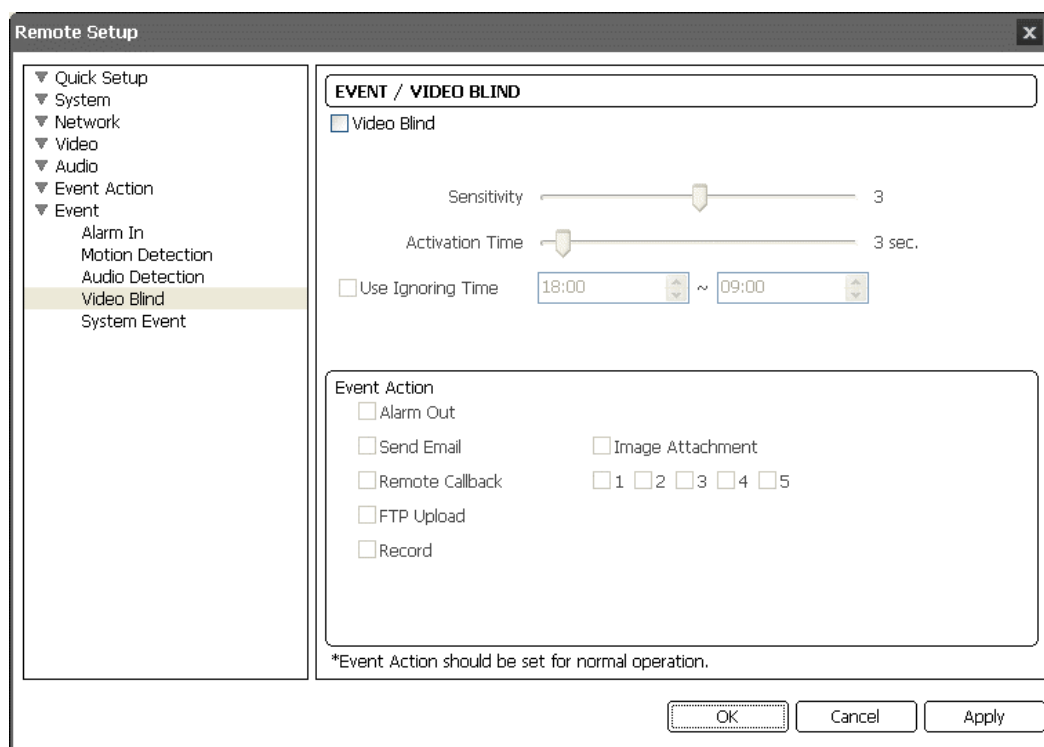 Remote Setup
Quick Setup
System
Network
Video
Audio
Event Action
Event
Alarm In
Motion Detection
Audio Detection
Video Blind
System Event
EVENT / VIDEO BLIND
Video Blind
Sensitivity 3
Activation Time 3 sec.
Use Ignoring Time 18:00 ~ 09:00
Event Action
Alarm Out
Send Email Image Attachment
Remote Callback 1 2 3 4 5
FTP Upload
Record
*Event Action should be set for normal operation.
OK Cancel Apply